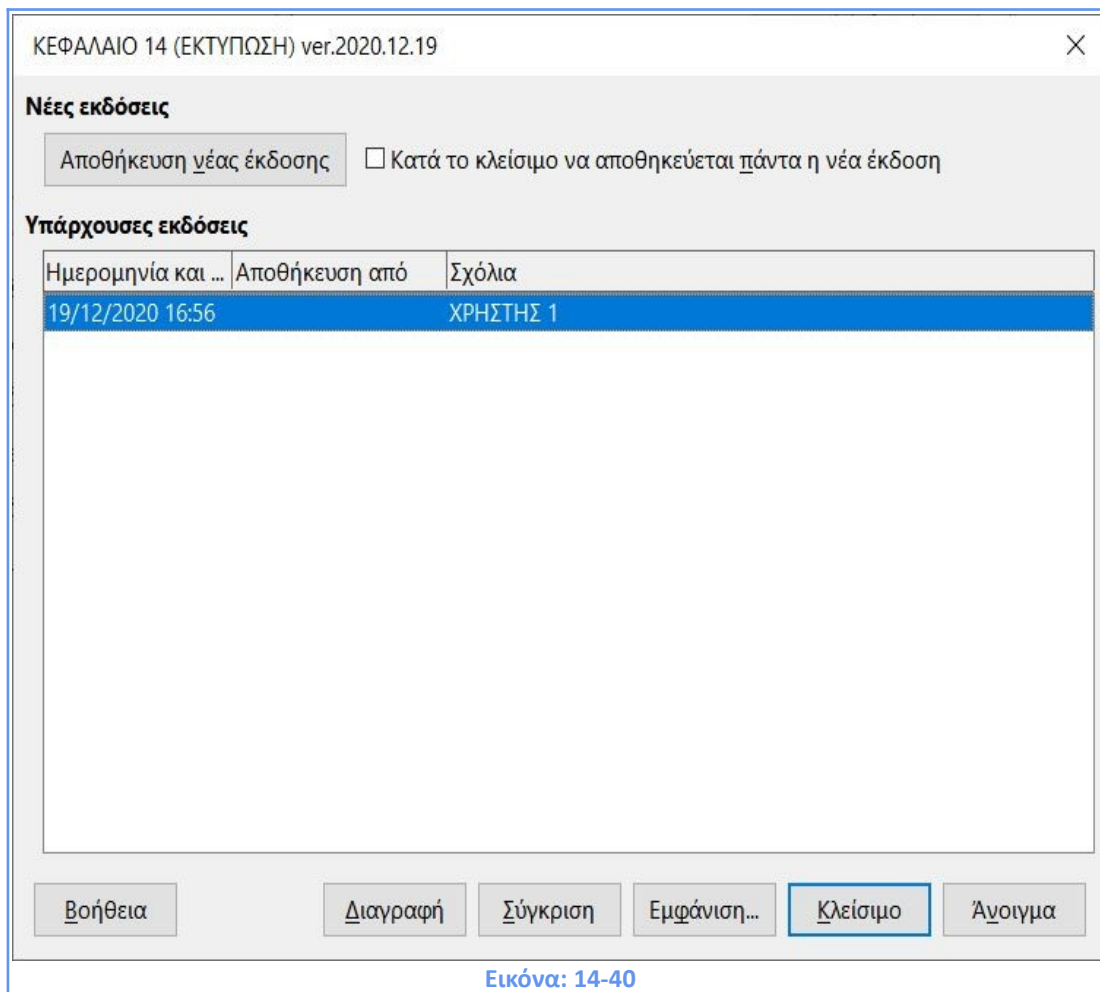 ΚΕΦΑΛΑΙΟ 14 (ΕΚΤΥΠΩΣΗ) ver.2020.12.19
Νέες εκδόσεις
Αποθήκευση νέας έκδοσης Κατά το κλείσιμο να αποθηκεύεται πάντα η νέα έκδοση
Υπάρχουσες εκδόσεις
Ημερομηνία και ... Αποθήκευση από Σχόλια
19/12/2020 16:56 ΧΡΗΣΤΗΣ 1
Βοήθεια Διαγραφή Σύγκριση Εμφάνιση... Κλείσιμο Άνοιγμα
Εικόνα: 14-40